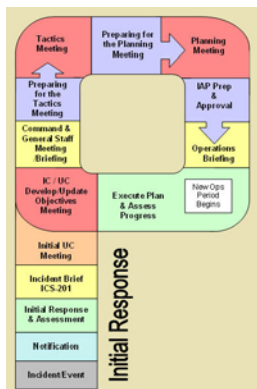 Tactics
Meeting
Preparing for
the Planning
Meeting
Planning
Meeting
Preparing
for the
Tactics
Meeting
IAP Prep
&
Approval
Command &
General Staff
Meeting
/Briefing
Operations
Briefing
IC / UC
Develop/Update
Objectives
Meeting
Execute Plan
& Assess
Progress
New Ops
Period
Begins
Initial UC
Meeting
Incident Brief
ICS-201
Initial Response
& Assessment
Notification
Incident Event
Initial Response